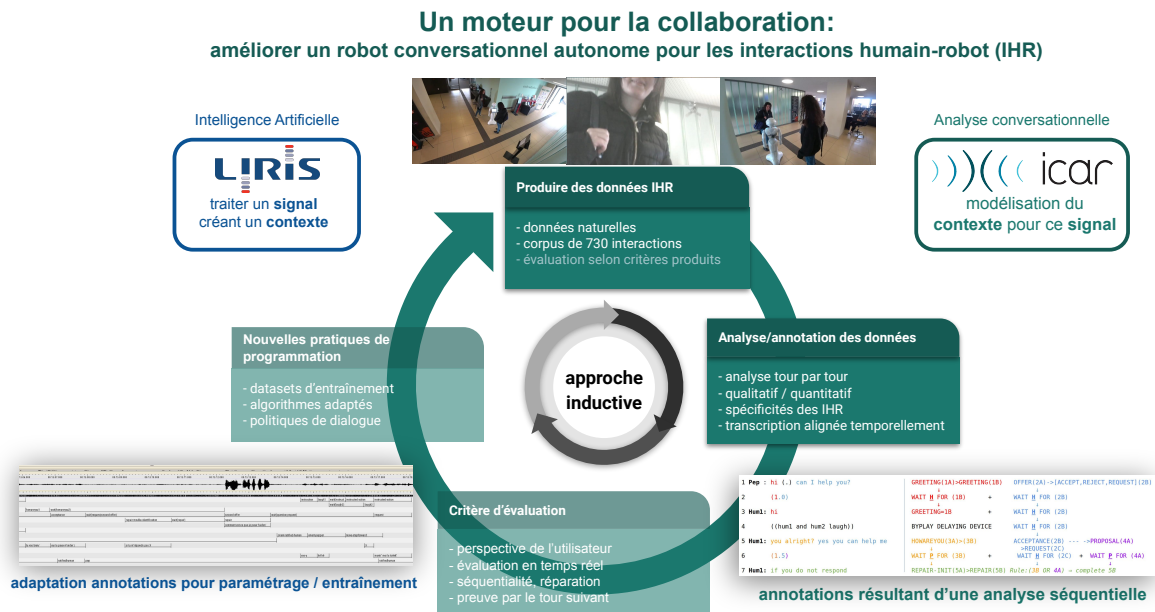 Un moteur pour la collaboration:
améliorer un robot conversationnel autonome pour les interactions humain-robot (IHR)
Intelligence Artificielle
LIRIS
traiter un signal
créant un contexte
Analyse conversationnelle
icar
modélisation du
contexte pour ce signal
Produire des données IHR
- données naturelles
- corpus de 730 interactions
- évaluation selon critères produits
Nouvelles pratiques de
programmation
- datasets d'entraînement
- algorithmes adaptés
- politiques de dialogue
approche
inductive
Analyse/annotation des données
- analyse tour par tour
- qualitatif / quantitatif
- spécificités des IHR
- transcription alignée temporellement
Critère d'évaluation
- perspective de l'utilisateur
- évaluation en temps réel
- séquentialité, réparation
- preuve par le tour suivant
adaptation annotations pour paramétrage / entraînement
1 Pep : hi (.) can I help you? GREETING(1A)>GREETING(1B) OFFER(2A)->[ACCEPT,REJECT,REQUEST](2B)
2 (1.0) WAIT H FOR (1B) + WAIT H FOR (2B)
3 Hum1: hi GREETING=1B + WAIT H FOR (2B)
4 ((hum1 and hum2 laugh)) BYPLAY DELAYING DEVICE WAIT H FOR (2B)
5 Hum1: you alright? yes you can help me HOWAREYOU(3A)>(3B) ACCEPTANCE(2B) --- ->PROPOSAL(4A)
>REQUEST(2C)
6 (1,5) WAIT P FOR (3B) + WAIT H FOR (2C) + WAIT P FOR (4A)
7 Hum1: if you do not respond REPAIR-INIT(5A)>REPAIR(5B) Rule:(3B OR 4A) → complete 5B
annotations résultant d'une analyse séquentielle